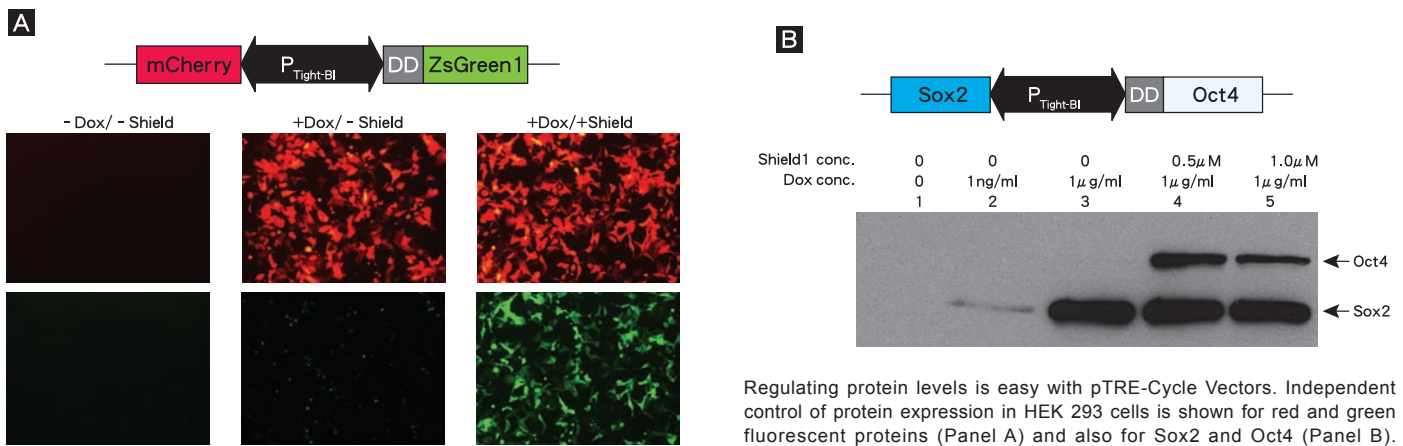 A
mCherry P Tight-BI DD ZsGreen1
- Dox/ - Shield +Dox/ - Shield +Dox/+Shield
B
Sox2 P Tight-BI DD Oct4
Shield1 conc. 0 0 0 0.5μM 1.0μM
Dox conc. 0 1ng/ml 1μg/ml 1μg/ml 1μg/ml
1 2 3 4 5
Oct4
Sox2
Regulating protein levels is easy with pTRE-Cycle Vectors. Independent
control of protein expression in HEK 293 cells is shown for red and green
fluorescent proteins (Panel A) and also for Sox2 and Oct4 (Panel B).